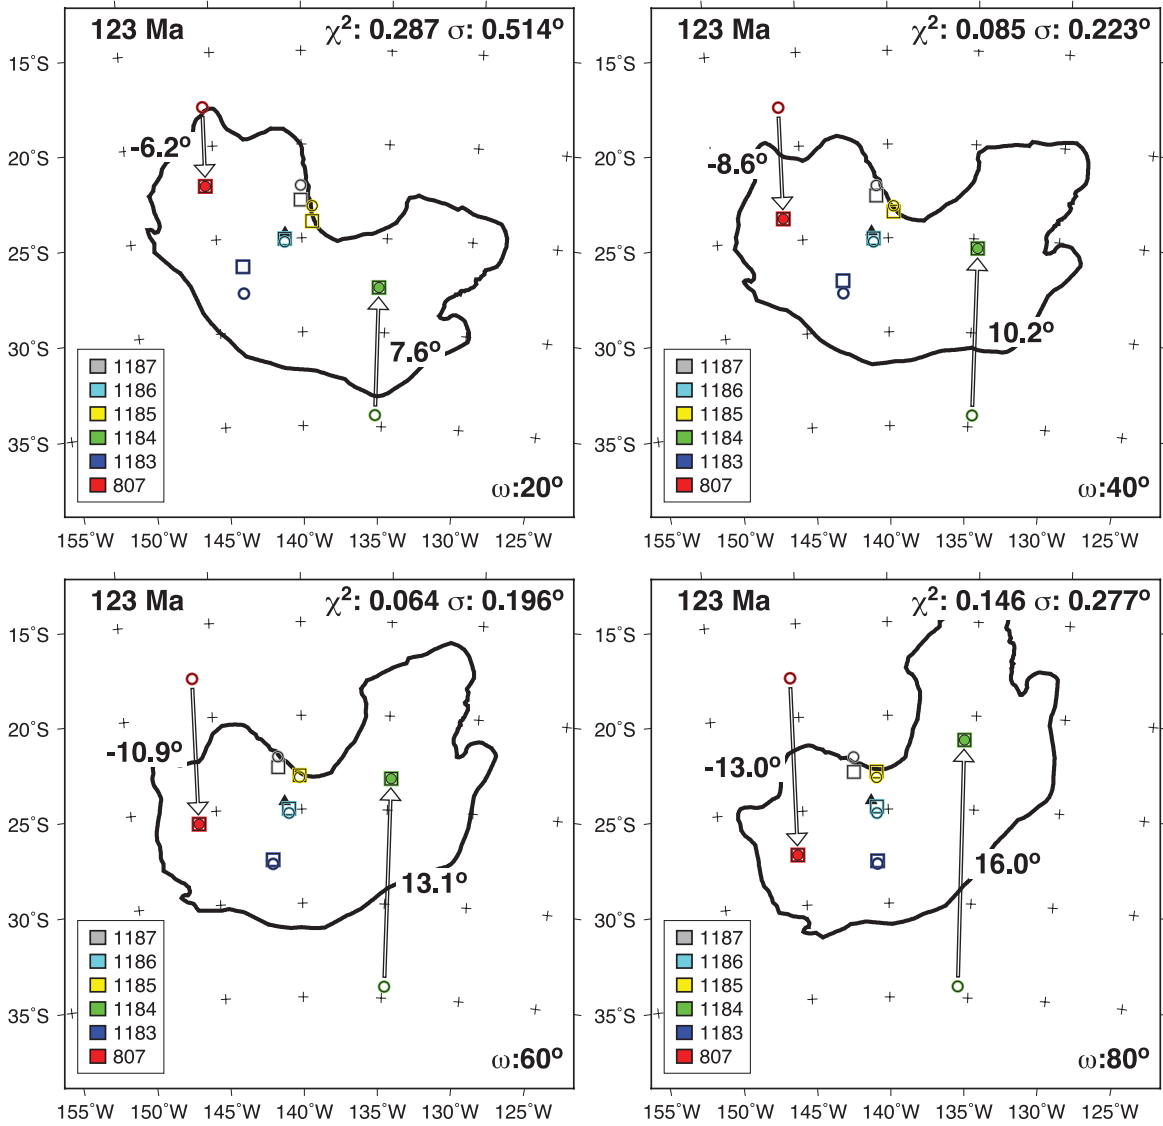 123 Ma χ²: 0.287 σ: 0.514°
15˚S
20˚S
25˚S
30˚S
35˚S
-6.2°
7.6°
1187
1186
1185
1184
1183
807
ω:20°
155˚W 150˚W 145˚W 140˚W 135˚W 130˚W 125˚W
123 Ma χ²: 0.085 σ: 0.223°
15˚S
20˚S
25˚S
30˚S
35˚S
-8.6°
10.2°
1187
1186
1185
1184
1183
807
ω:40°
155˚W 150˚W 145˚W 140˚W 135˚W 130˚W 125˚W
123 Ma χ²: 0.064 σ: 0.196°
15˚S
20˚S
25˚S
30˚S
35˚S
-10.9°
13.1°
1187
1186
1185
1184
1183
807
ω:60°
155˚W 150˚W 145˚W 140˚W 135˚W 130˚W 125˚W
123 Ma χ²: 0.146 σ: 0.277°
15˚S
20˚S
25˚S
30˚S
35˚S
-13.0°
16.0°
1187
1186
1185
1184
1183
807
ω:80°
155˚W 150˚W 145˚W 140˚W 135˚W 130˚W 125˚W